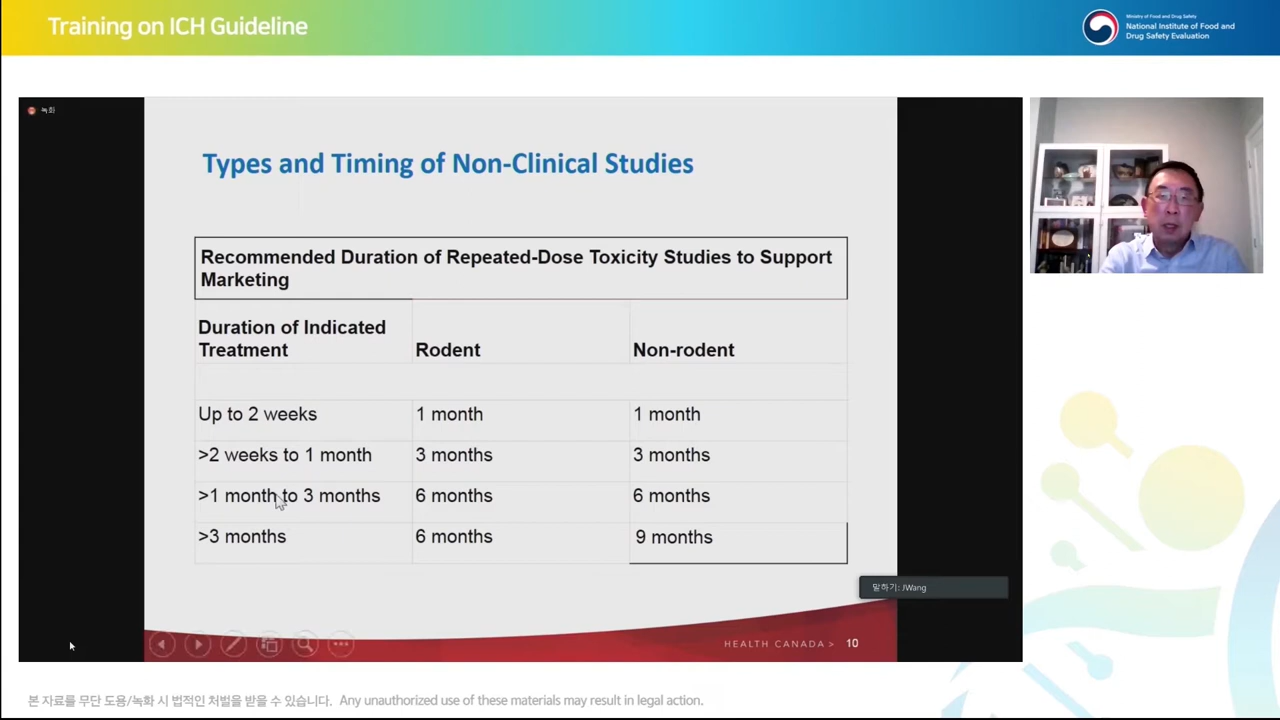 Training on ICH Guideline
Ministry of Food and Drug Safety
National Institute of Food and
Drug Safety Evaluation
녹화
Types and Timing of Non-Clinical Studies
Recommended Duration of Repeated-Dose Toxicity Studies to Support
Marketing
Duration of Indicated
Treatment
Rodent
Non-rodent
Up to 2 weeks
1 month
1 month
>2 weeks to 1 month
3 months
3 months
>1 month to 3 months
6 months
6 months
>3 months
6 months
9 months
말하기: JWang
HEALTH CANADA >
10
본 자료를 무단 도용/녹화 시 법적인 처벌을 받을 수 있습니다. Any unauthorized use of these materials may result in legal action.